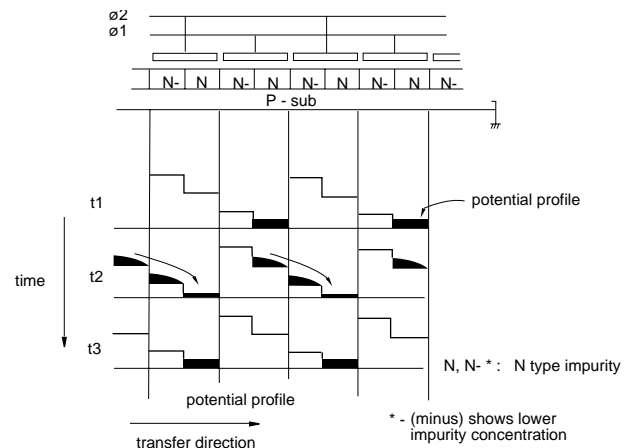 ø2
ø1
N- N N- N N- N N- N N-
P - sub
t1
potential profile
time
t2
t3
N, N- * : N type impurity
potential profile
* - (minus) shows lower
impurity concentration
transfer direction